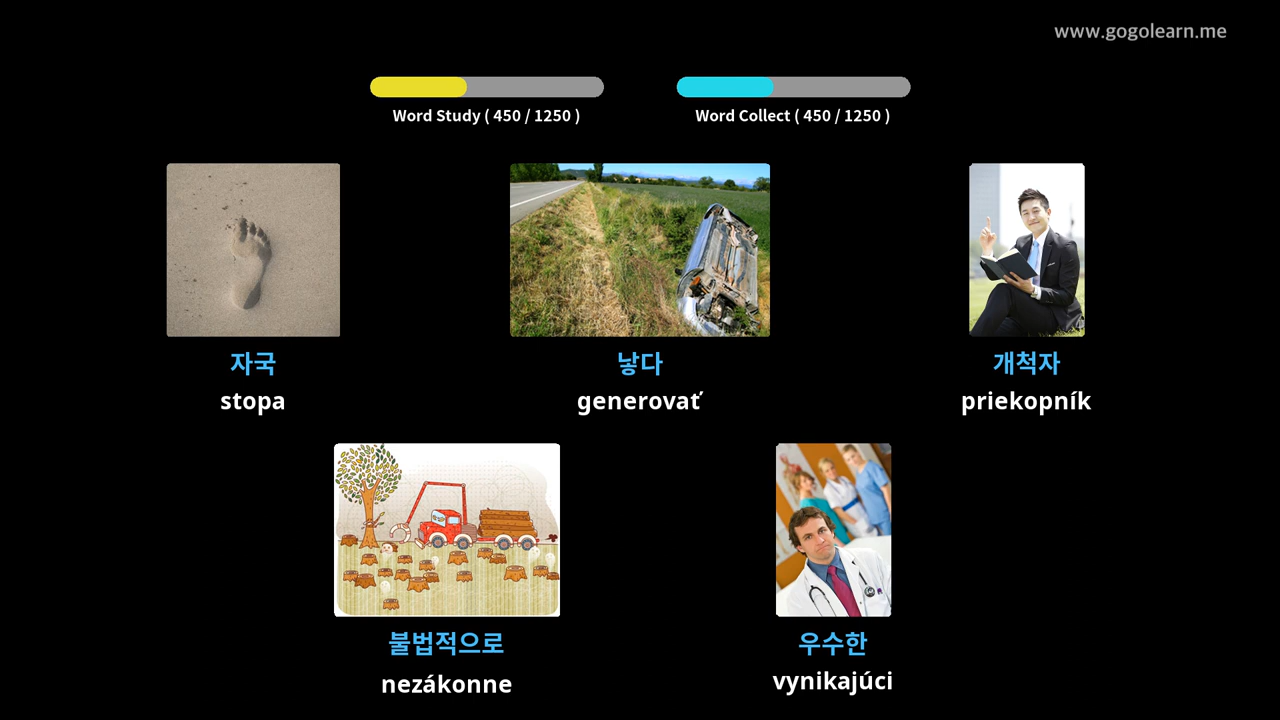 www.gogolearn.me
Word Study ( 450 / 1250 )
Word Collect ( 450 / 1250 )
자국
stopa
낳다
generovať
개척자
priekopník
불법적으로
nezákonne
우수한
vynikajúci